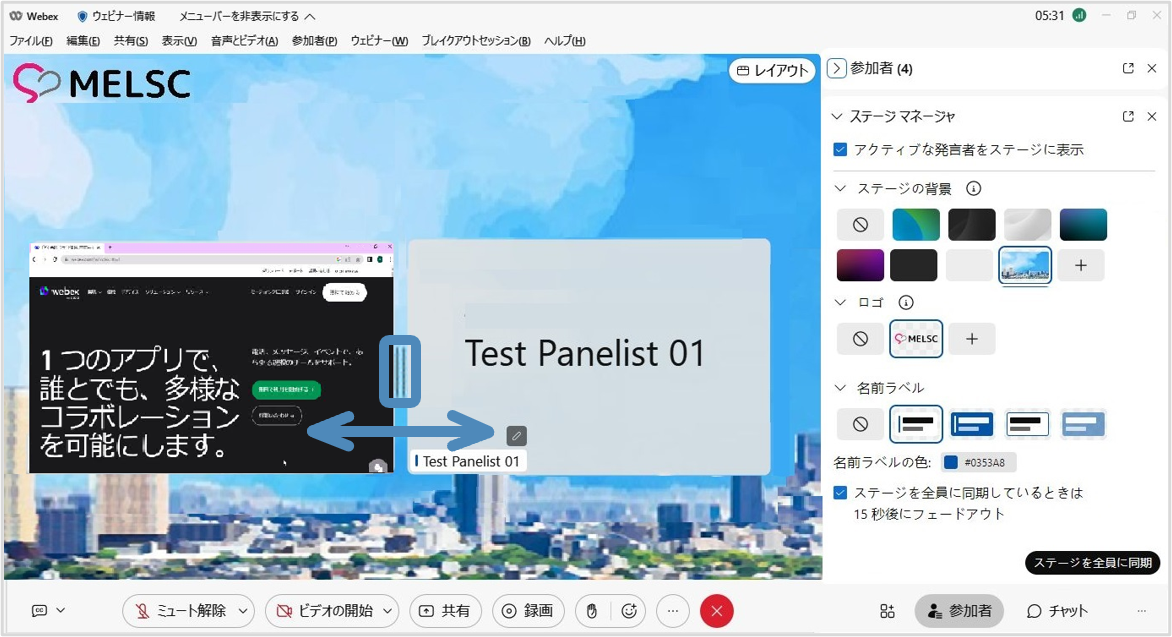 Webex ウェビナー情報 メニューバーを非表示にする 05:31
ファイル(F) 編集(E) 共有(S) 表示(V) 音声とビデオ(A) 参加者(P) ウェビナー(W) ブレイクアウトセッション(B) ヘルプ(H)
MELSC
レイアウト
webex
1 つのアプリで、
誰とでも、多様な
コラボレーション
を可能にします。
Test Panelist 01
Test Panelist 01
参加者 (4)
ステージ マネージャ
アクティブな発言者をステージに表示
ステージの背景
ロゴ
MELSC
名前ラベル
名前ラベルの色: #0353A8
ステージを全員に同期しているときは
15 秒後にフェードアウト
ステージを全員に同期
ミュート解除 ビデオの開始 共有 録画 参加者 チャット